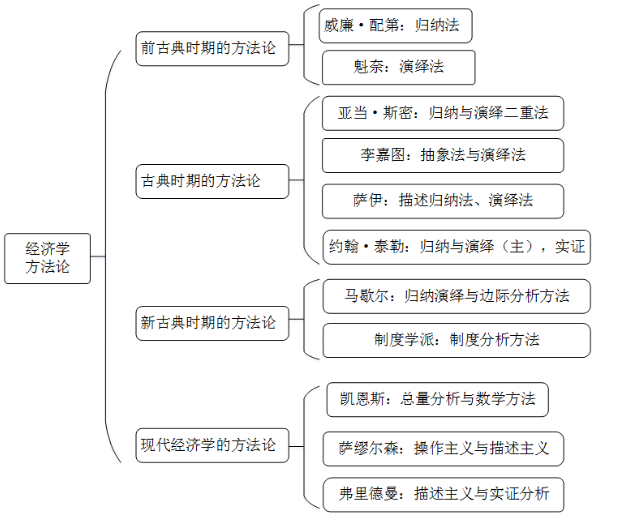 经济学
方法论
前古典时期的方法论
威廉·配第：归纳法
魁奈：演绎法
古典时期的方法论
亚当·斯密：归纳与演绎二重法
李嘉图：抽象法与演绎法
萨伊：描述归纳法、演绎法
约翰·泰勒：归纳与演绎（主），实证
新古典时期的方法论
马歇尔：归纳演绎与边际分析方法
制度学派：制度分析方法
现代经济学的方法论
凯恩斯：总量分析与数学方法
萨缪尔森：操作主义与描述主义
弗里德曼：描述主义与实证分析